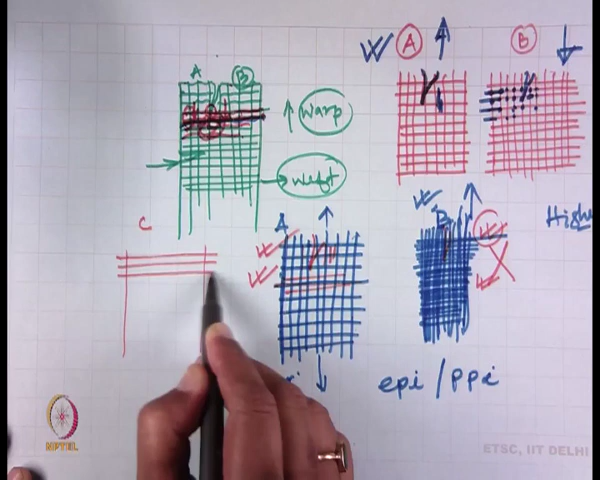 A B
W A B
warp
weft
C A B High
epi / ppi
NPTEL
ETSC, IIT DELHI